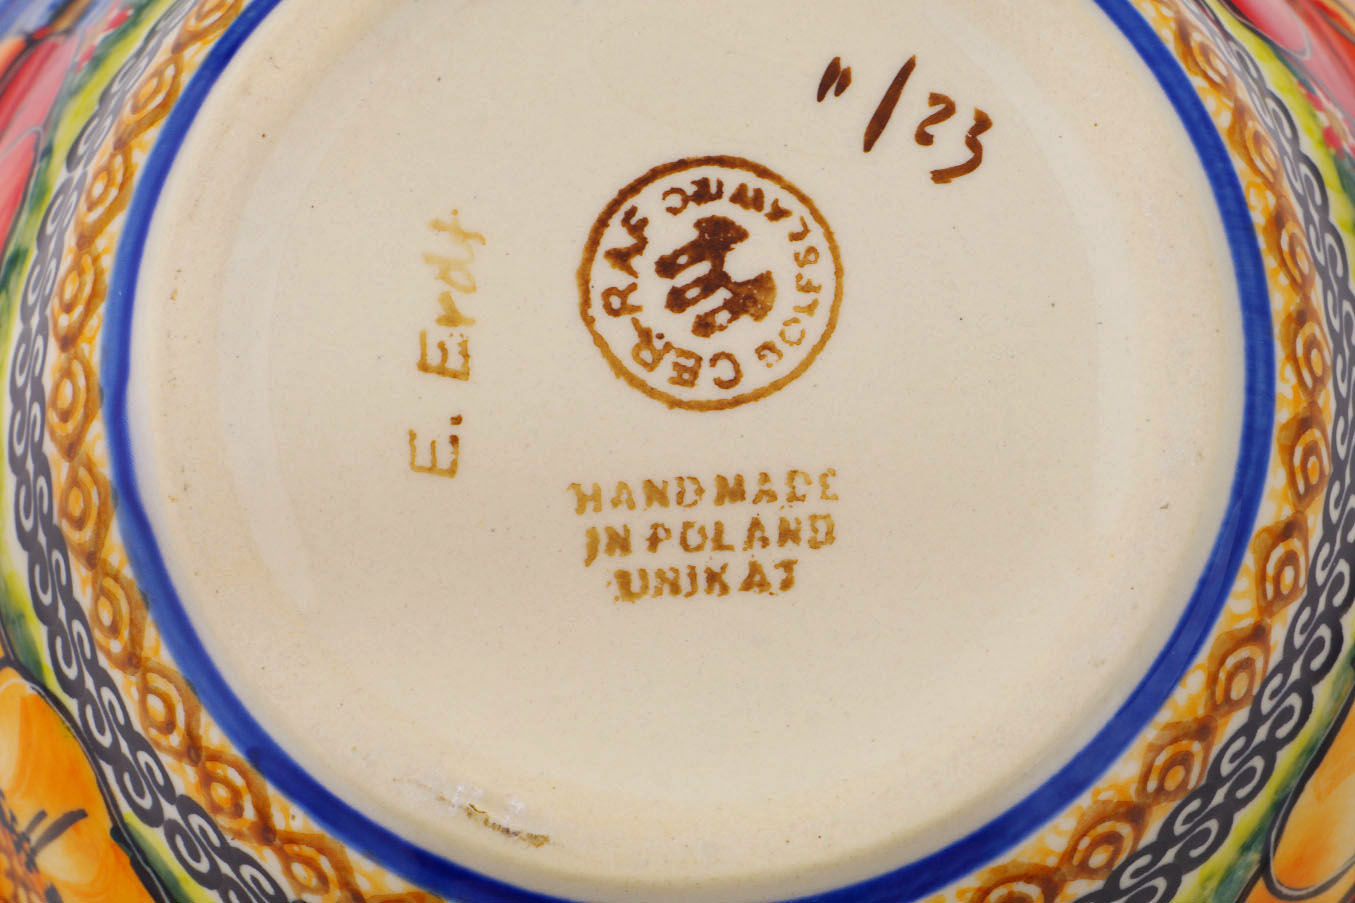 "/23
CER-RAF BOLESŁAWIEC
E. Erdt
HANDMADE
IN POLAND
UNIKAT